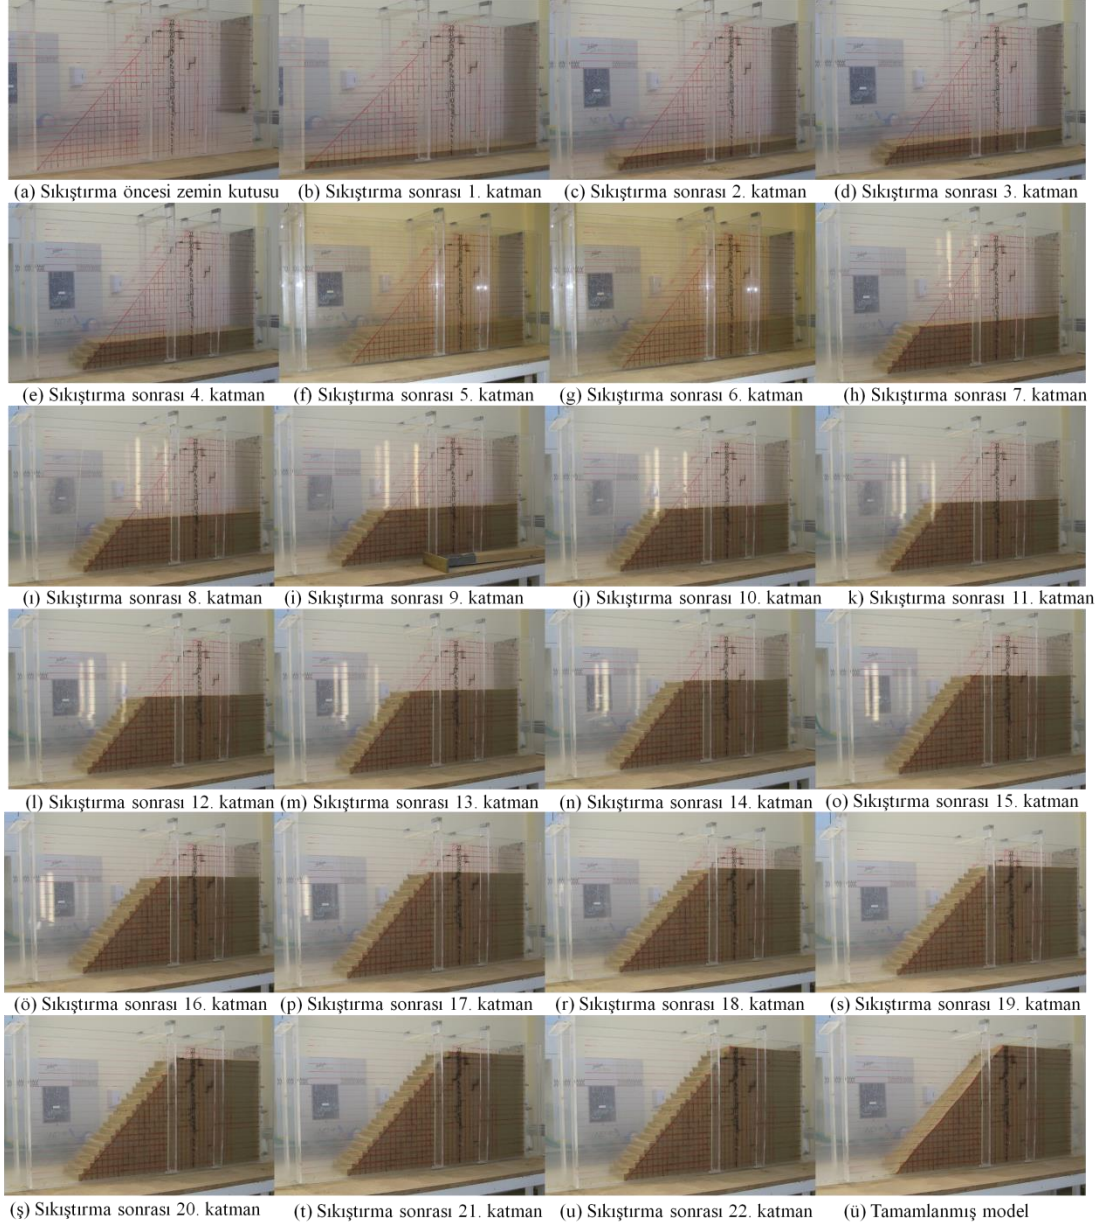 (a) Sıkıştırma öncesi zemin kutusu
(b) Sıkıştırma sonrası 1. katman
(c) Sıkıştırma sonrası 2. katman
(d) Sıkıştırma sonrası 3. katman
(e) Sıkıştırma sonrası 4. katman
(f) Sıkıştırma sonrası 5. katman
(g) Sıkıştırma sonrası 6. katman
(h) Sıkıştırma sonrası 7. katman
(ı) Sıkıştırma sonrası 8. katman
(i) Sıkıştırma sonrası 9. katman
(j) Sıkıştırma sonrası 10. katman
k) Sıkıştırma sonrası 11. katman
(l) Sıkıştırma sonrası 12. katman
(m) Sıkıştırma sonrası 13. katman
(n) Sıkıştırma sonrası 14. katman
(o) Sıkıştırma sonrası 15. katman
(ö) Sıkıştırma sonrası 16. katman
(p) Sıkıştırma sonrası 17. katman
(r) Sıkıştırma sonrası 18. katman
(s) Sıkıştırma sonrası 19. katman
(ş) Sıkıştırma sonrası 20. katman
(t) Sıkıştırma sonrası 21. katman
(u) Sıkıştırma sonrası 22. katman
(ü) Tamamlanmış model